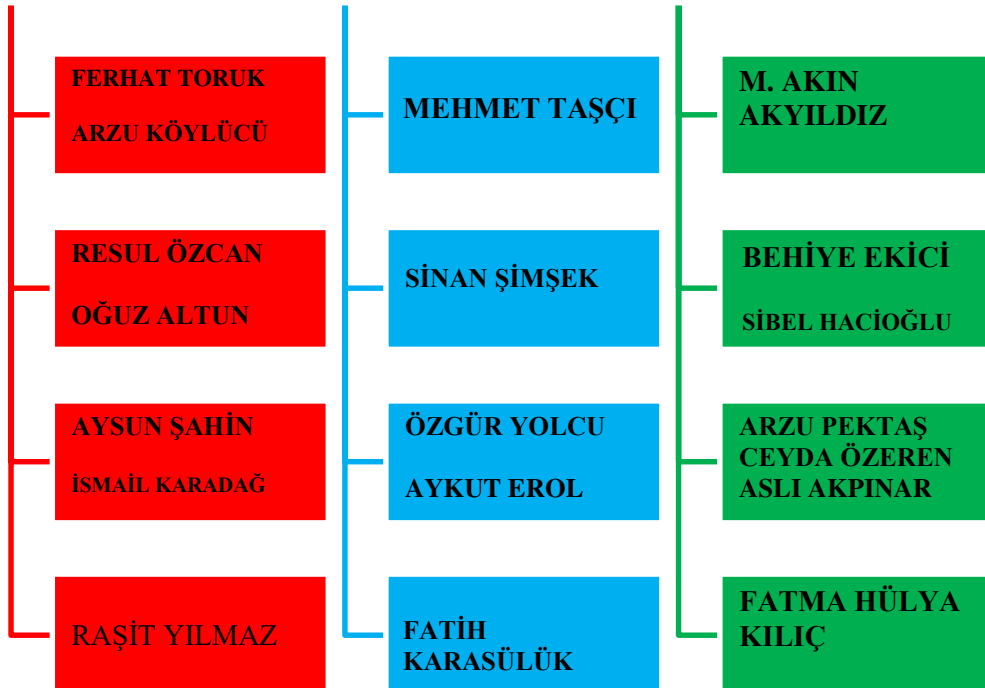 FERHAT TORUK
ARZU KÖYLÜCÜ
RESUL ÖZCAN
OĞUZ ALTUN
AYSUN ŞAHİN
İSMAİL KARADAĞ
RAŞİT YILMAZ
MEHMET TAŞÇI
SİNAN ŞİMŞEK
ÖZGÜR YOLCU
AYKUT EROL
FATİH
KARASÜLÜK
M. AKIN
AKYILDIZ
BEHİYE EKİCİ
SİBEL HACİOĞLU
ARZU PEKTAŞ
CEYDA ÖZEREN
ASLI AKPINAR
FATMA HÜLYA
KILIÇ